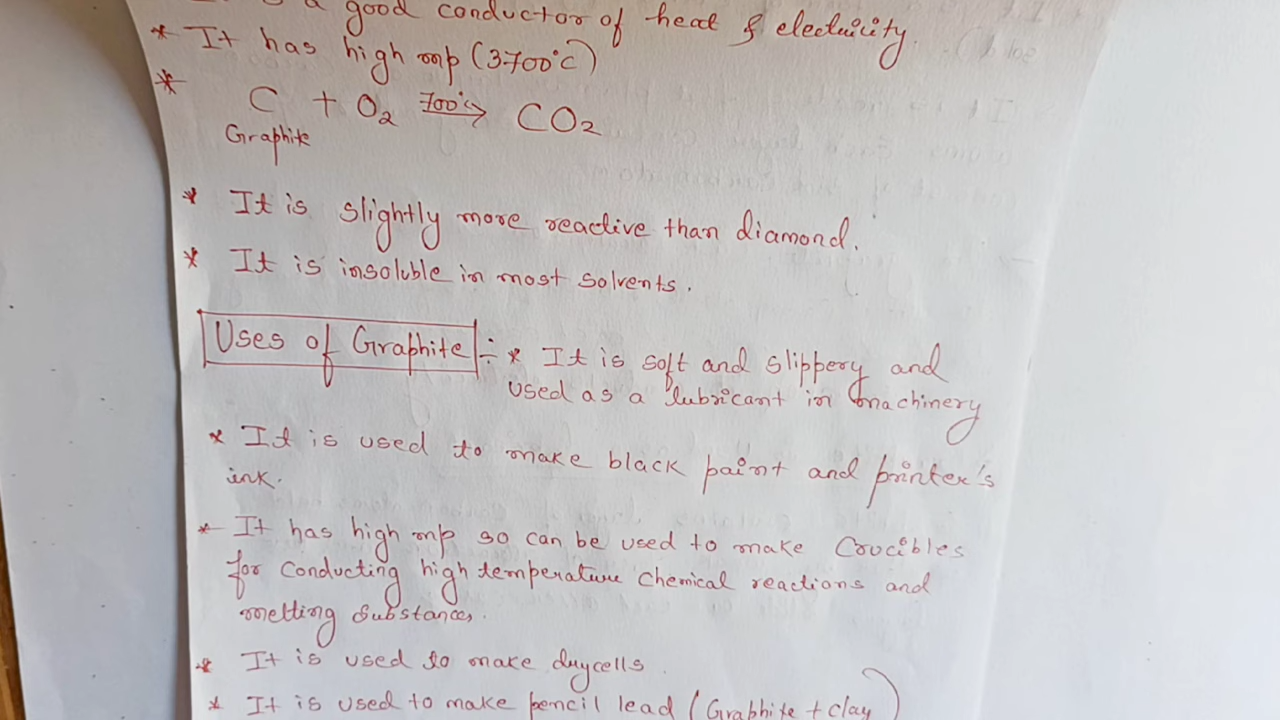 a good conductor of heat & electricity.
* It has high mp (3700°C)
* C + O₂ 700°C → CO₂
Graphite
* It is slightly more reactive than diamond.
* It is insoluble in most solvents.
Uses of Graphite :- * It is soft and slippery and
used as a lubricant in machinery
* It is used to make black paint and printer's
ink.
* It has high mp so can be used to make Crucibles
for conducting high temperature chemical reactions and
melting substances.
* It is used to make drycells
* It is used to make pencil lead (Graphite + clay)